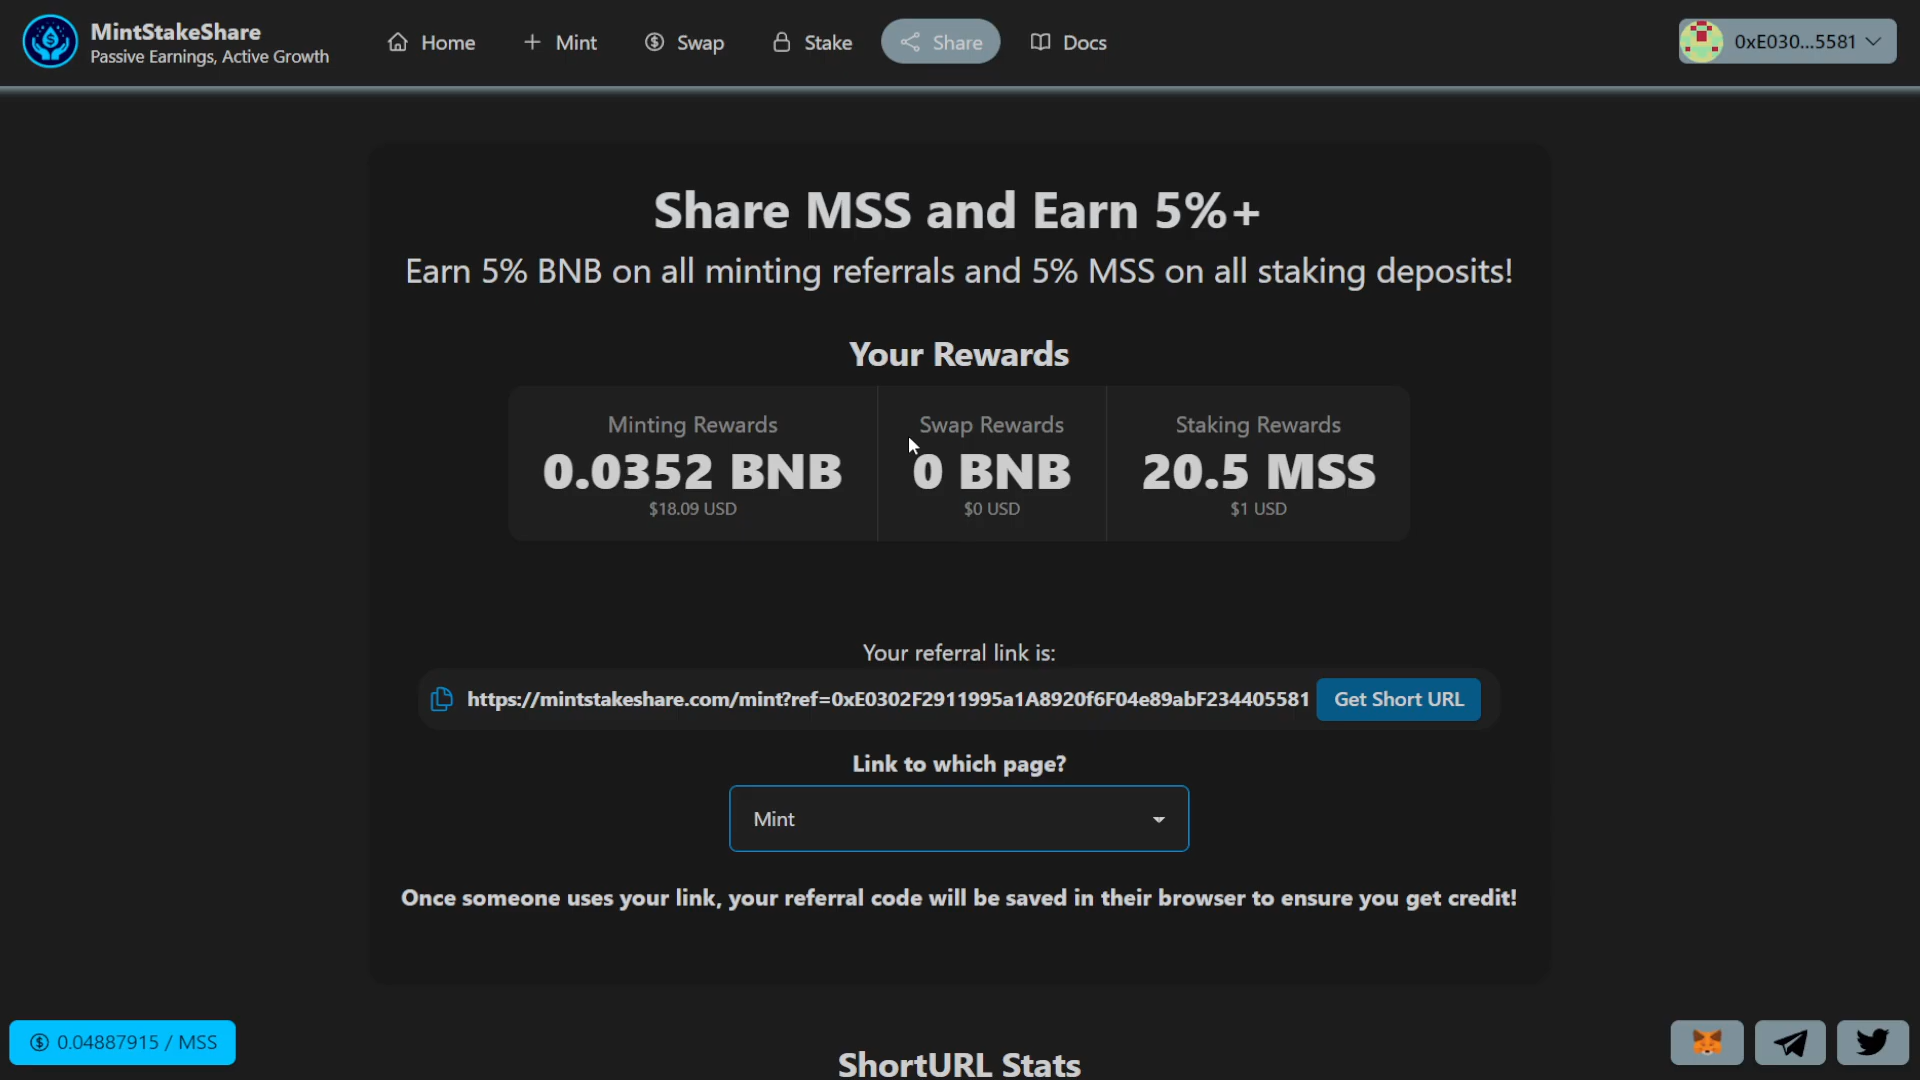 MintStakeShare
Passive Earnings, Active Growth
Home
Mint
Swap
Stake
Share
Docs
0xE030...5581
Share MSS and Earn 5%+
Earn 5% BNB on all minting referrals and 5% MSS on all staking deposits!
Your Rewards
Minting Rewards
0.0352 BNB
$18.09 USD
Swap Rewards
0 BNB
$0 USD
Staking Rewards
20.5 MSS
$1 USD
Your referral link is:
https://mintstakeshare.com/mint?ref=0xE0302F2911995a1A8920f6F04e89abF234405581
Get Short URL
Link to which page?
Mint
Once someone uses your link, your referral code will be saved in their browser to ensure you get credit!
0.04887915 / MSS
ShortURL Stats